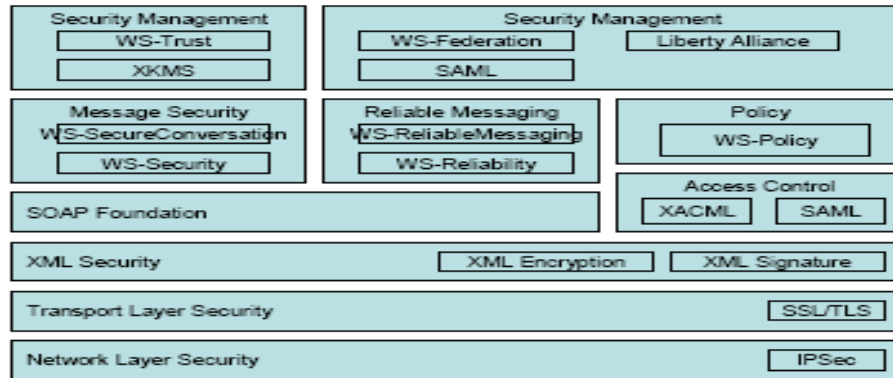 Security Management
WS-Trust
XKMS
Security Management
WS-Federation
Liberty Alliance
SAML
Message Security
WS-SecureConversation
WS-Security
Reliable Messaging
WS-ReliableMessaging
WS-Reliability
Policy
WS-Policy
SOAP Foundation
Access Control
XACML
SAML
XML Security
XML Encryption
XML Signature
Transport Layer Security
SSL/TLS
Network Layer Security
IPSec